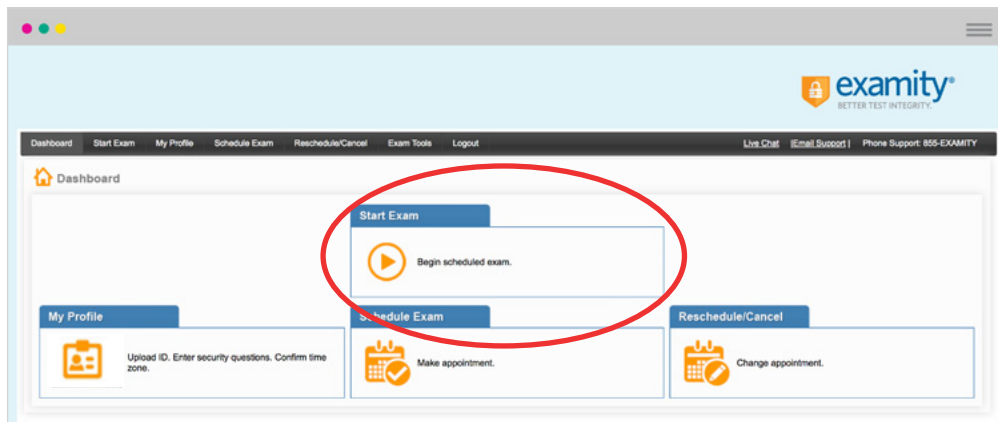 examity®
BETTER TEST INTEGRITY.
Dashboard Start Exam My Profile Schedule Exam Reschedule/Cancel Exam Tools Logout Live Chat |Email Support | Phone Support: 855-EXAMITY
Dashboard
Start Exam
Begin scheduled exam.
My Profile
Upload ID. Enter security questions. Confirm time
zone.
Schedule Exam
Make appointment.
Reschedule/Cancel
Change appointment.